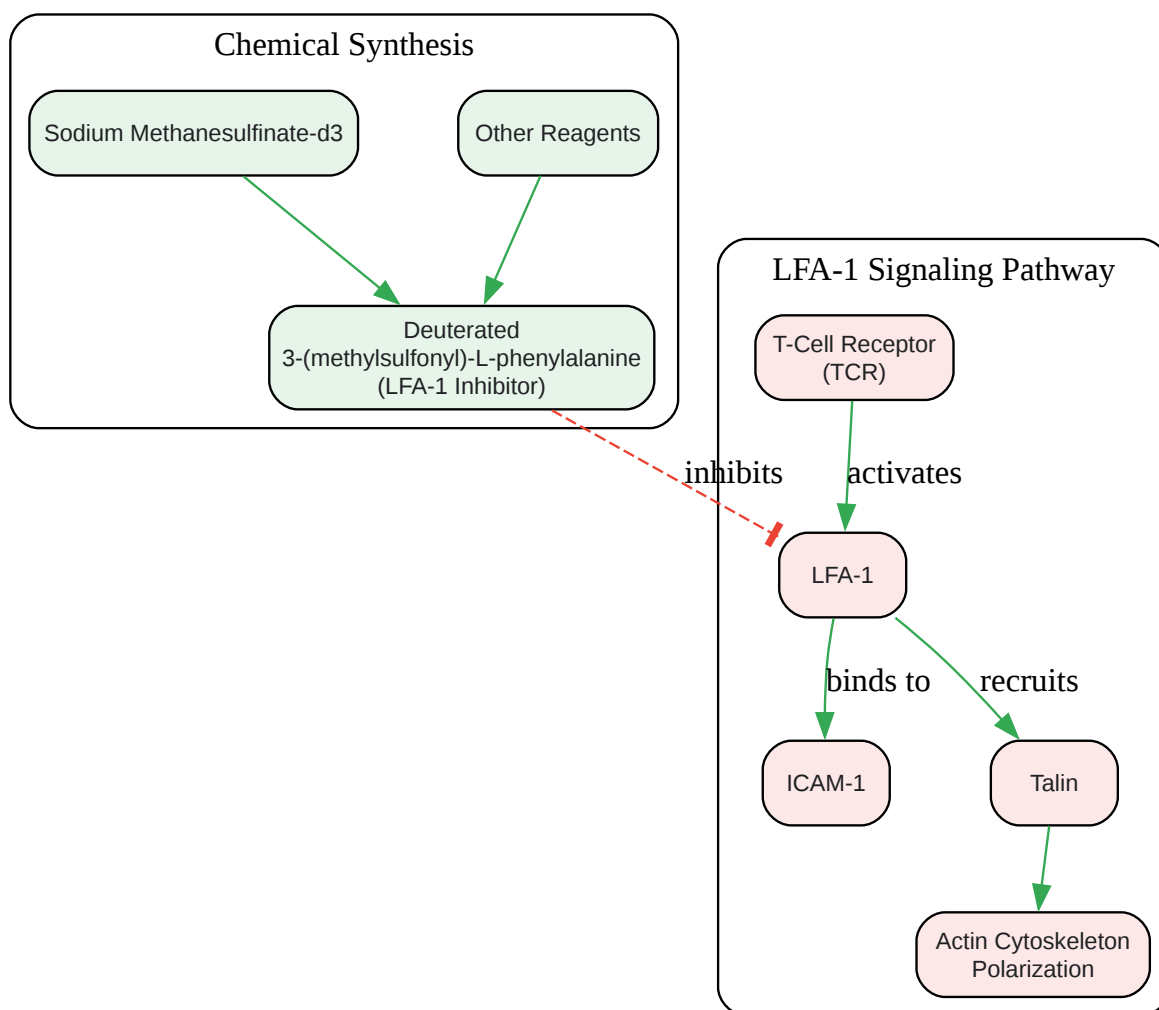 Chemical Synthesis
Sodium Methanesulfinate-d3
Other Reagents
Deuterated
3-(methylsulfonyl)-L-phenylalanine
(LFA-1 Inhibitor)
LFA-1 Signaling Pathway
T-Cell Receptor
(TCR)
inhibits
activates
LFA-1
binds to
recruits
ICAM-1
Talin
Actin Cytoskeleton
Polarization